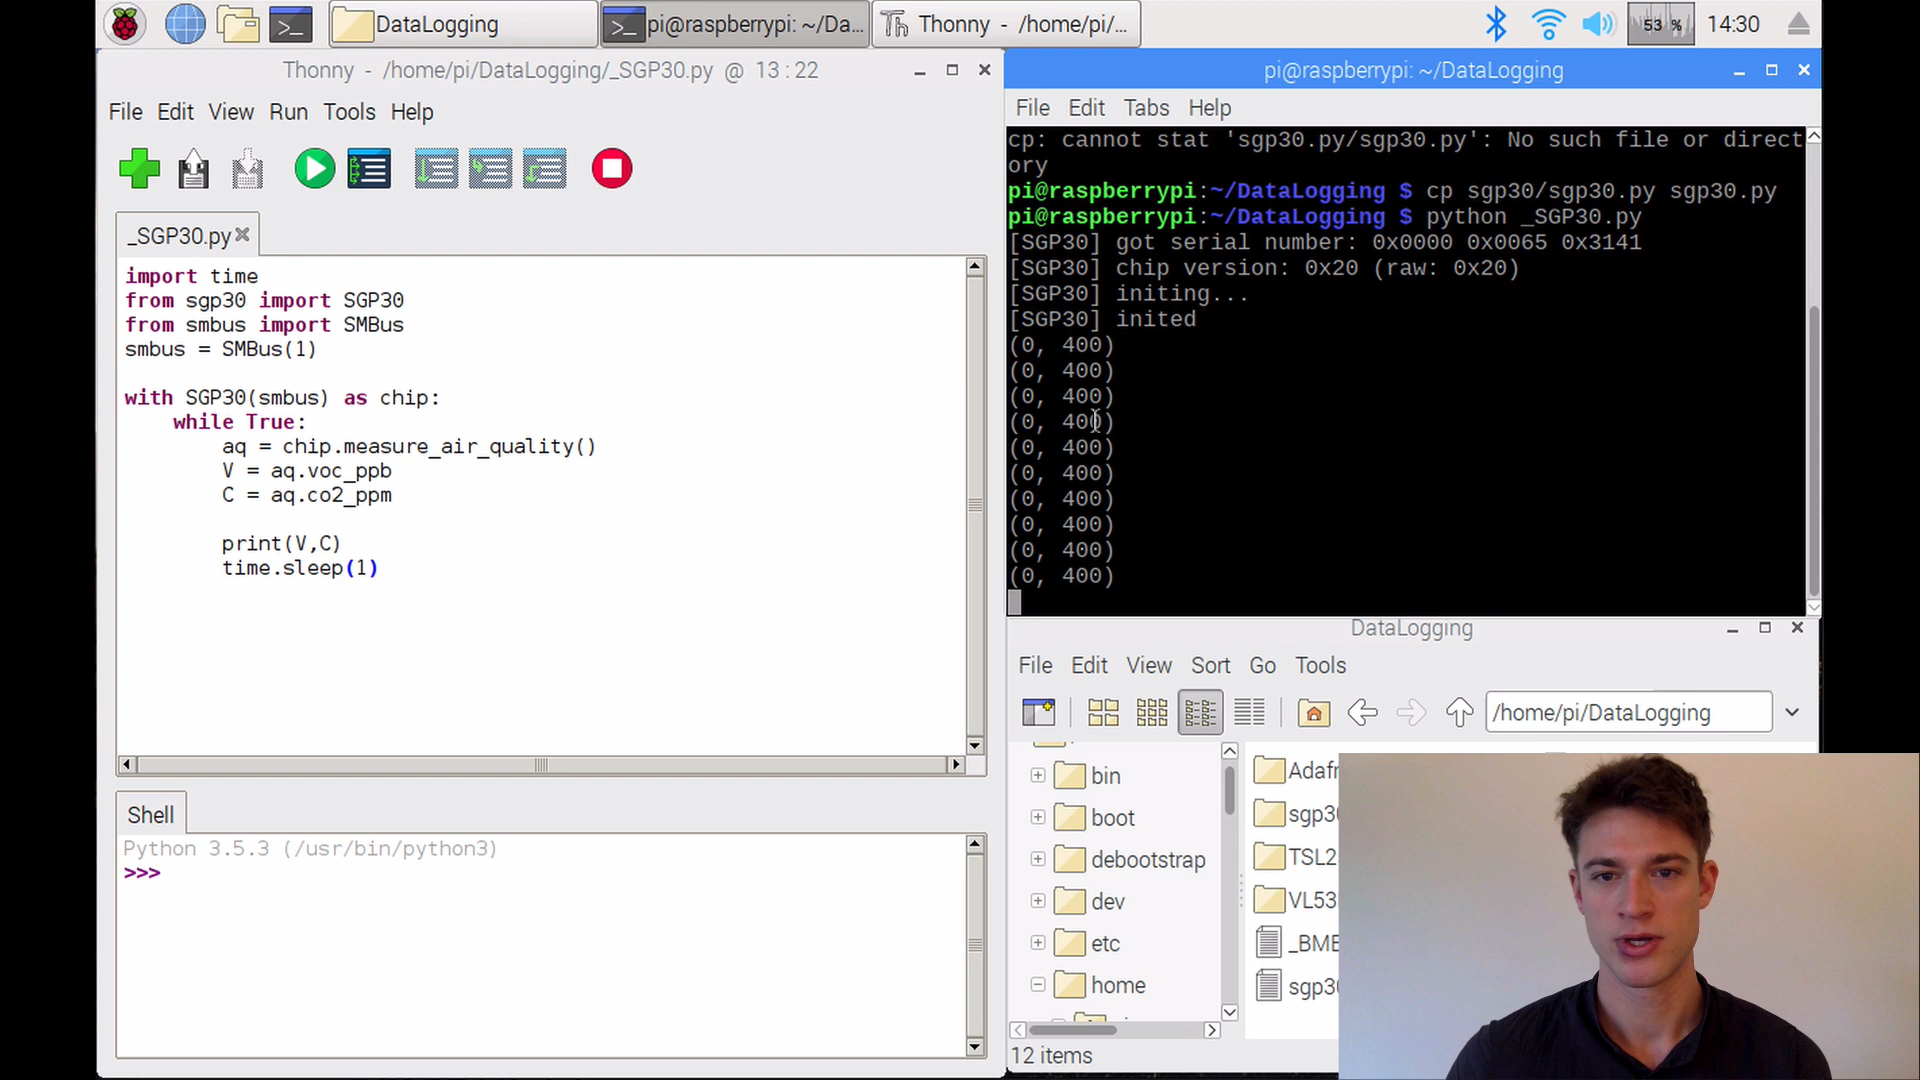 DataLogging
pi@raspberrypi: ~/Da...
Thonny - /home/pi/...
53 %
14:30
Thonny - /home/pi/DataLogging/_SGP30.py @ 13 : 22
File Edit View Run Tools Help
_SGP30.py
import time
from sgp30 import SGP30
from smbus import SMBus
smbus = SMBus(1)
with SGP30(smbus) as chip:
while True:
aq = chip.measure_air_quality()
V = aq.voc_ppb
C = aq.co2_ppm
print(V,C)
time.sleep(1)
Shell
Python 3.5.3 (/usr/bin/python3)
>>>
pi@raspberrypi: ~/DataLogging
File Edit Tabs Help
cp: cannot stat 'sgp30.py/sgp30.py': No such file or direct
ory
pi@raspberrypi:~/DataLogging $ cp sgp30/sgp30.py sgp30.py
pi@raspberrypi:~/DataLogging $ python _SGP30.py
[SGP30] got serial number: 0x0000 0x0065 0x3141
[SGP30] chip version: 0x20 (raw: 0x20)
[SGP30] initing...
[SGP30] inited
(0, 400)
(0, 400)
(0, 400)
(0, 400)
(0, 400)
(0, 400)
(0, 400)
(0, 400)
(0, 400)
(0, 400)
DataLogging
File Edit View Sort Go Tools
/home/pi/DataLogging
bin
boot
debootstrap
dev
etc
home
Adafr
sgp30
TSL2
VL53
_BME
sgp30
12 items